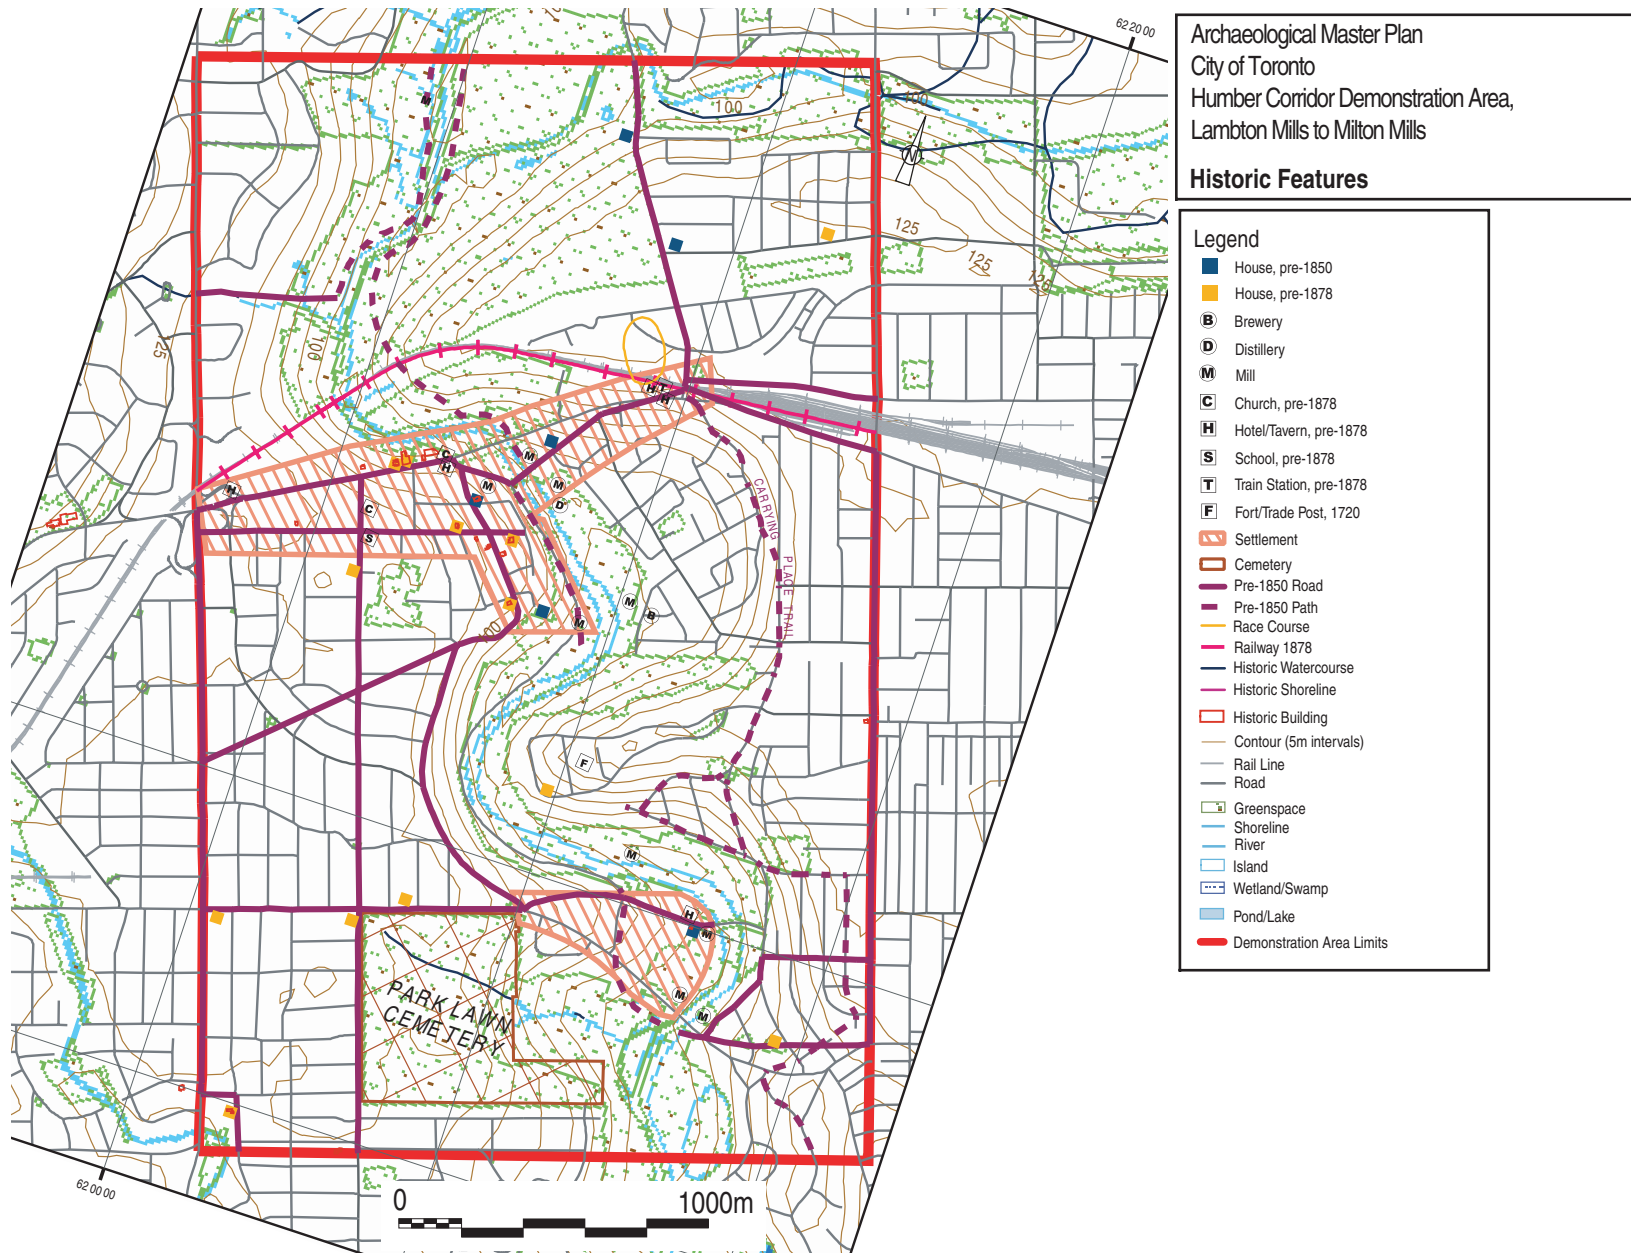 Archaeological Master Plan
City of Toronto
Humber Corridor Demonstration Area,
Lambton Mills to Milton Mills
Historic Features
Legend
House, pre-1850
House, pre-1878
B Brewery
D Distillery
M Mill
C Church, pre-1878
H Hotel/Tavern, pre-1878
S School, pre-1878
T Train Station, pre-1878
F Fort/Trade Post, 1720
Settlement
Cemetery
Pre-1850 Road
Pre-1850 Path
Race Course
Railway 1878
Historic Watercourse
Historic Shoreline
Historic Building
Contour (5m intervals)
Rail Line
Road
Greenspace
Shoreline
River
Island
Wetland/Swamp
Pond/Lake
Demonstration Area Limits
62 20 00
M
100
100
N
125
125
125
100
T
H
H
C
H
M
H
M
M
D
C
S
CARRYING
PLACE TRAIL
M
B
M
100
F
M
H
M
M
M
PARK LAWN
CEMETERY
62 00 00
0
1000m